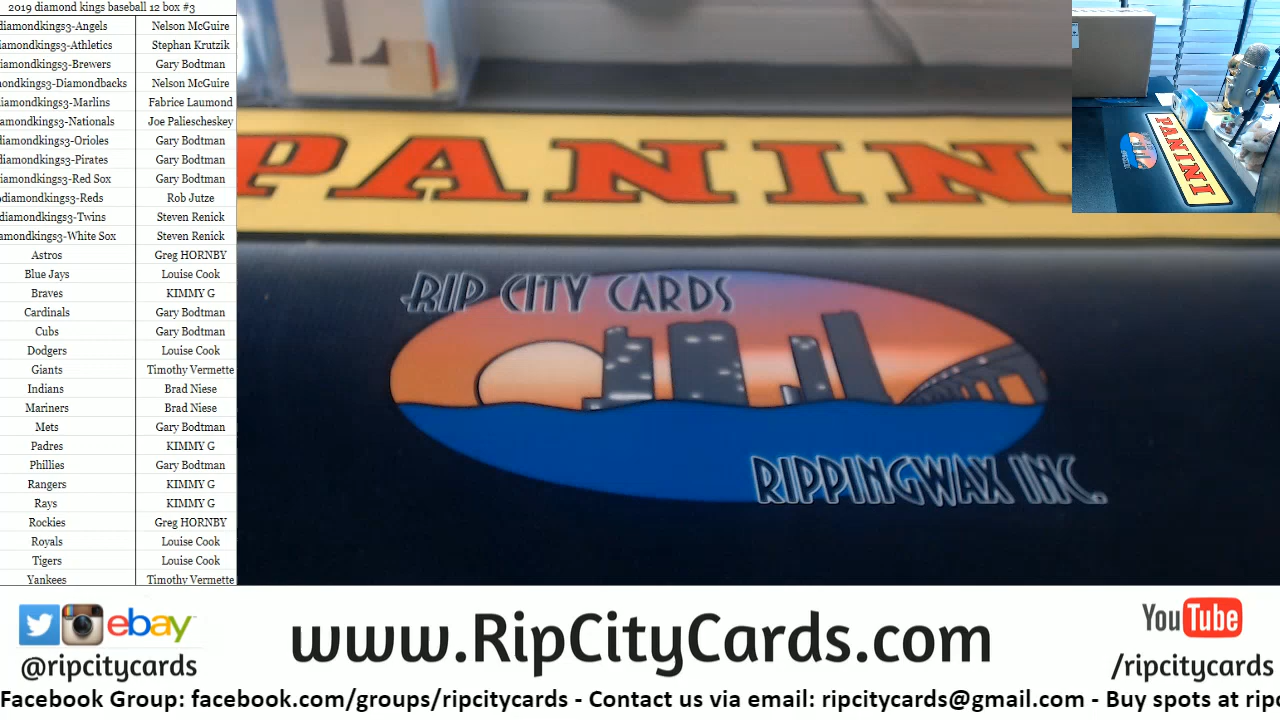 2019 diamond kings baseball 12 box #3
diamondkings3-Angels Nelson McGuire
iamondkings3-Athletics Stephan Krutzik
diamondkings3-Brewers Gary Bodtman
mondkings3-Diamondbacks Nelson McGuire
diamondkings3-Marlins Fabrice Laumond
iamondkings3-Nationals Joe Paliescheskey
diamondkings3-Orioles Gary Bodtman
diamondkings3-Pirates Gary Bodtman
diamondkings3-Red Sox Gary Bodtman
diamondkings3-Reds Rob Jutze
diamondkings3-Twins Steven Renick
amondkings3-White Sox Steven Renick
Astros Greg HORNBY
Blue Jays Louise Cook
Braves KIMMY G
Cardinals Gary Bodtman
Cubs Gary Bodtman
Dodgers Louise Cook
Giants Timothy Vermette
Indians Brad Niese
Mariners Brad Niese
Mets Gary Bodtman
Padres KIMMY G
Phillies Gary Bodtman
Rangers KIMMY G
Rays KIMMY G
Rockies Greg HORNBY
Royals Louise Cook
Tigers Louise Cook
Yankees Timothy Vermette
PANINI
RIP CITY CARDS
RIPPINGWAX INC.
PANINI
ebay
@ripcitycards
www.RipCityCards.com
YouTube
/ripcitycards
Facebook Group: facebook.com/groups/ripcitycards - Contact us via email: ripcitycards@gmail.com - Buy spots at ripc